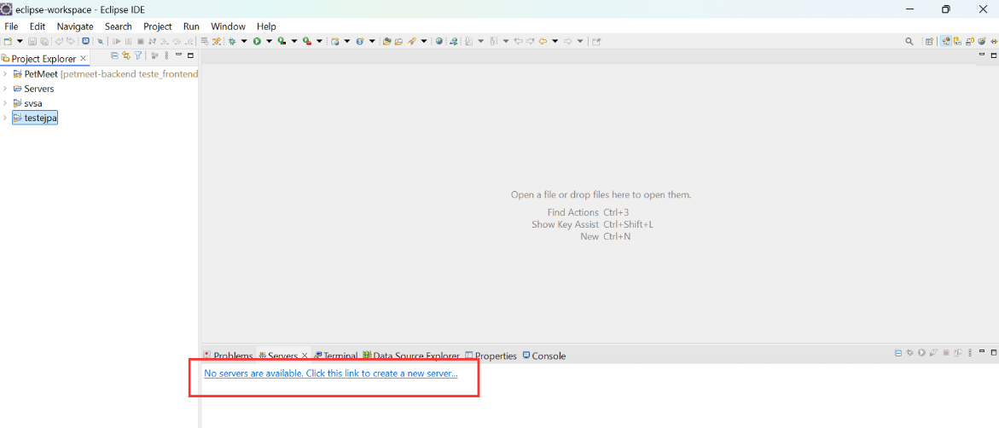 eclipse-workspace - Eclipse IDE
File Edit Navigate Search Project Run Window Help
Project Explorer
PetMeet [petmeet-backend teste_frontend
Servers
svsa
testejpa
Open a file or drop files here to open them.
Find Actions Ctrl+3
Show Key Assist Ctrl+Shift+L
New Ctrl+N
Problems Servers Terminal Data Source Explorer Properties Console
No servers are available. Click this link to create a new server...